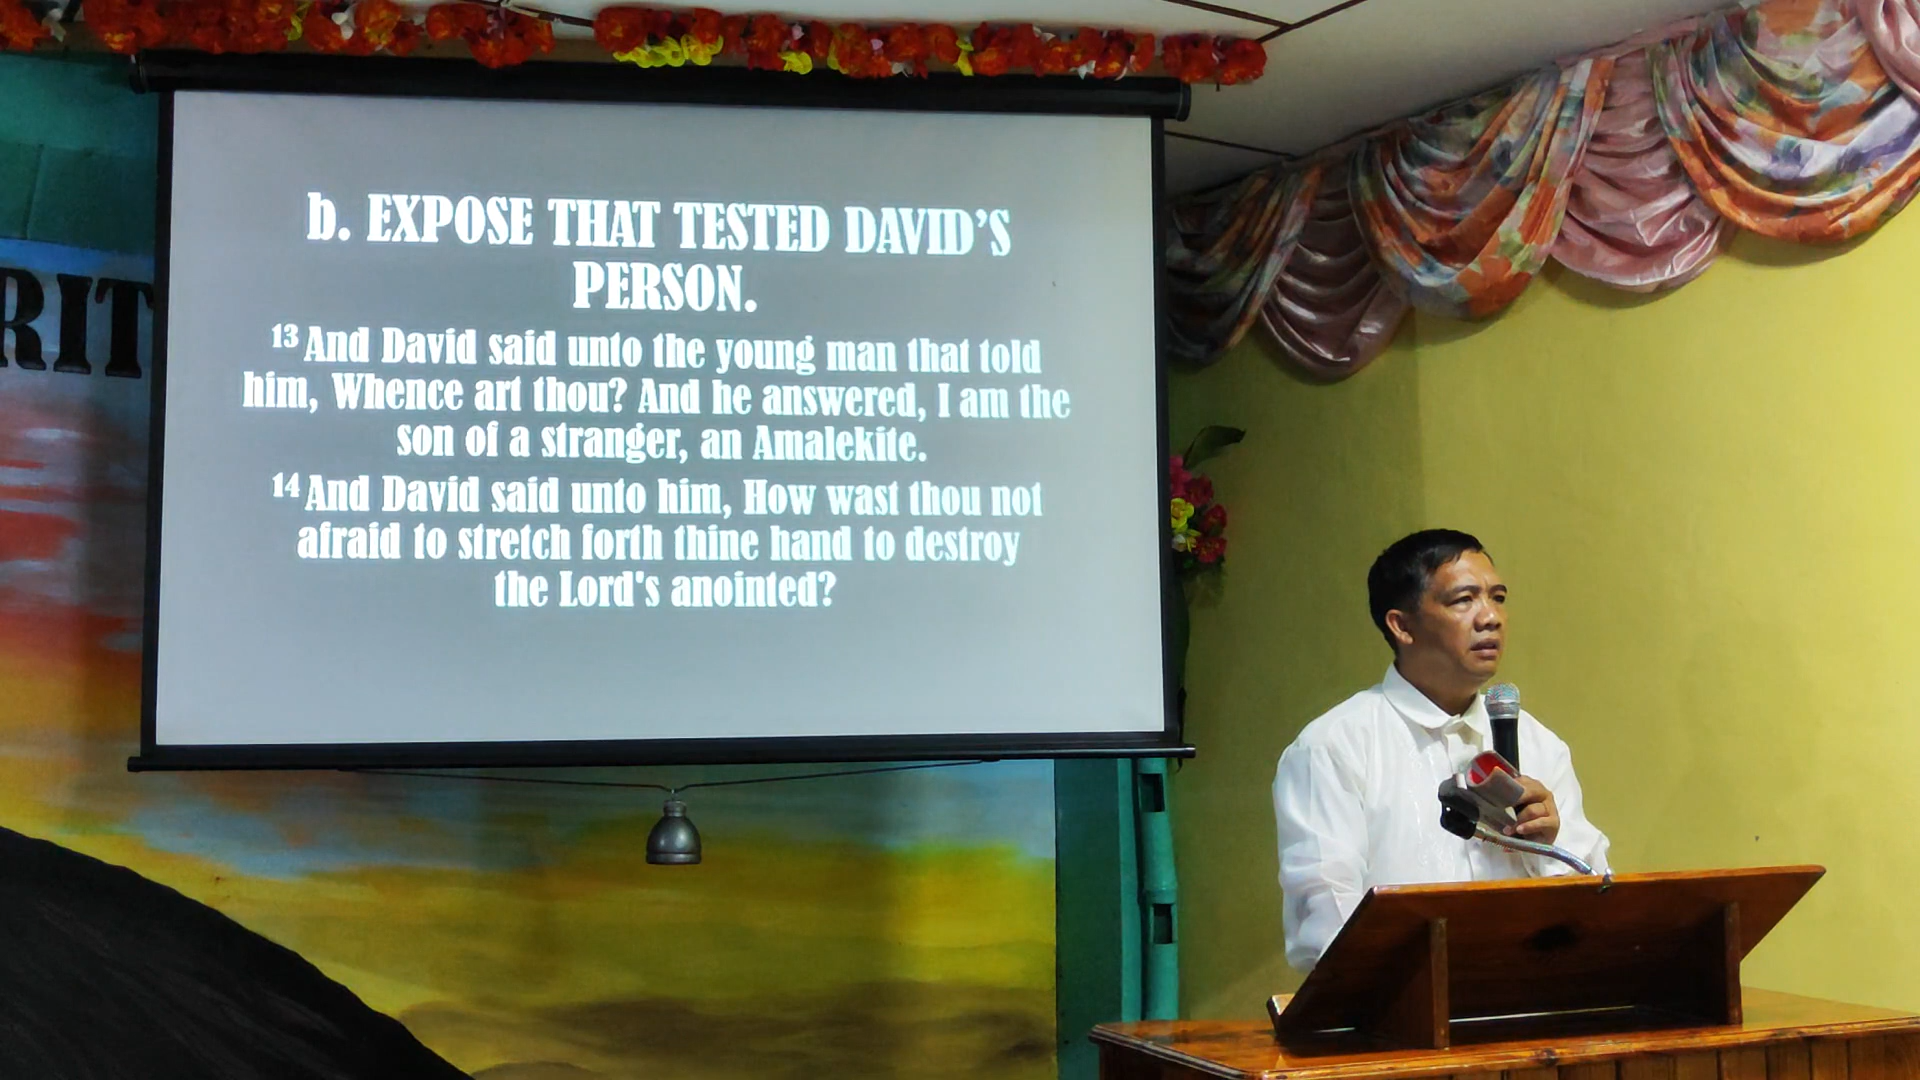 b. EXPOSE THAT TESTED DAVID'S
PERSON.
13 And David said unto the young man that told
him, Whence art thou? And he answered, I am the
son of a stranger, an Amalekite.
14 And David said unto him, How wast thou not
afraid to stretch forth thine hand to destroy
the Lord's anointed?
RIT